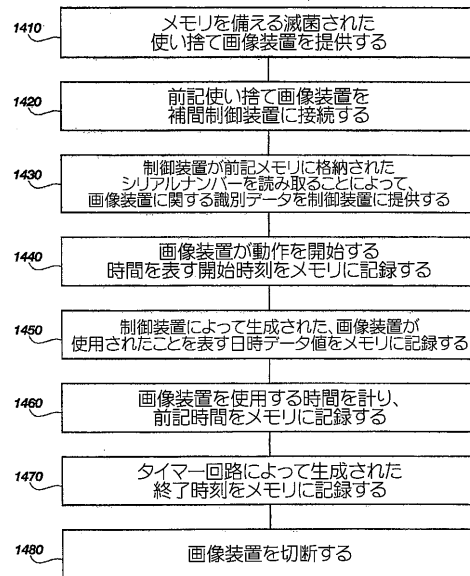 1410
メモリを備える滅菌された
使い捨て画像装置を提供する
1420
前記使い捨て画像装置を
補間制御装置に接続する
1430
制御装置が前記メモリに格納された
シリアルナンバーを読み取ることによって、
画像装置に関する識別データを制御装置に提供する
1440
画像装置が動作を開始する
時間を表す開始時刻をメモリに記録する
1450
制御装置によって生成された、画像装置が
使用されたことを表す日時データ値をメモリに記録する
1460
画像装置を使用する時間を計り、
前記時間をメモリに記録する
1470
タイマー回路によって生成された
終了時刻をメモリに記録する
1480
画像装置を切断する